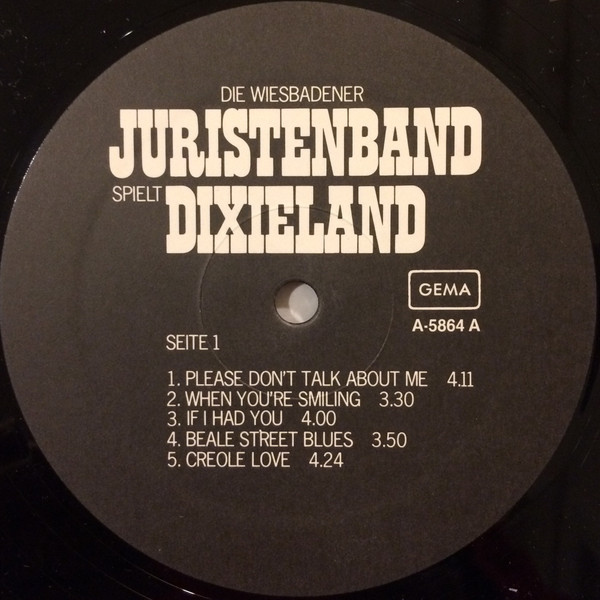 DIE WIESBADENER
JURISTENBAND
SPIELT DIXIELAND
GEMA
A-5864 A
SEITE 1
1. PLEASE DON'T TALK ABOUT ME 4.11
2. WHEN YOU'RE SMILING 3.30
3. IF I HAD YOU 4.00
4. BEALE STREET BLUES 3.50
5. CREOLE LOVE 4.24